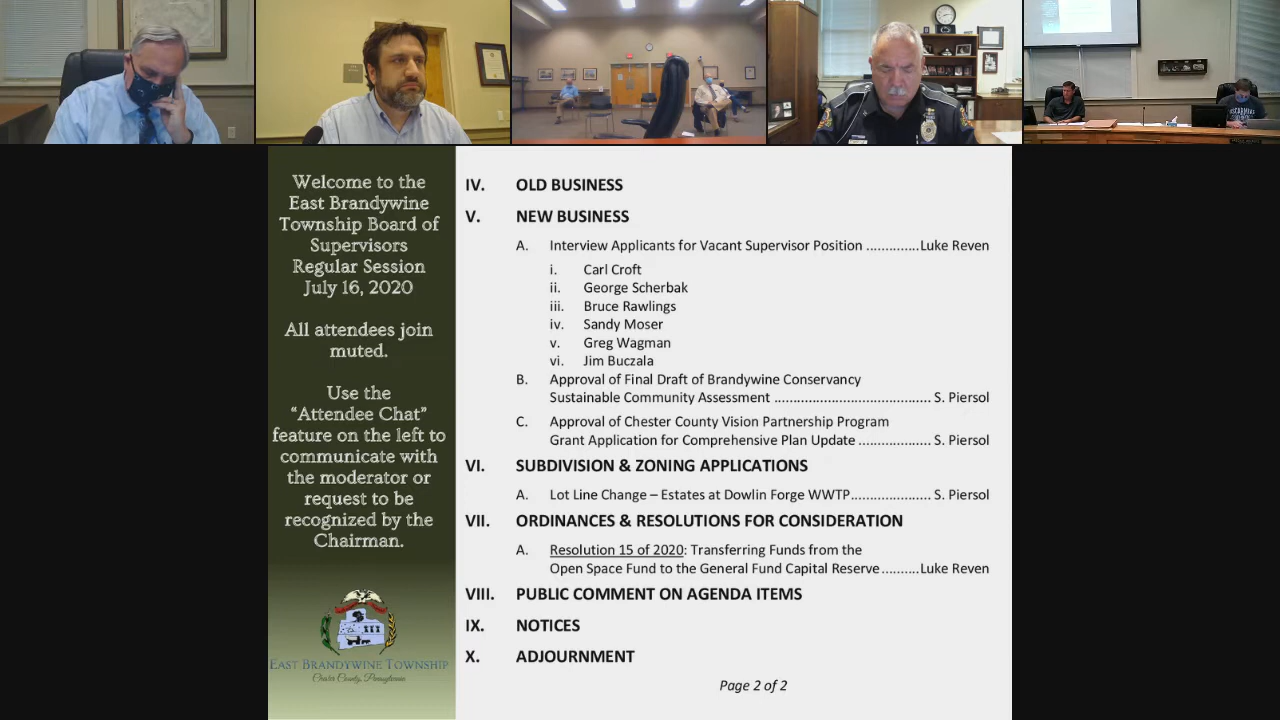 Welcome to the
East Brandywine
Township Board of
Supervisors
Regular Session
July 16, 2020
All attendees join
muted.
Use the
“Attendee Chat”
feature on the left to
communicate with
the moderator or
request to be
recognized by the
Chairman.
EAST BRANDYWINE TOWNSHIP
Chester County, Pennsylvania
IV. OLD BUSINESS
V. NEW BUSINESS
A. Interview Applicants for Vacant Supervisor Position ..............Luke Reven
i. Carl Croft
ii. George Scherbak
iii. Bruce Rawlings
iv. Sandy Moser
v. Greg Wagman
vi. Jim Buczala
B. Approval of Final Draft of Brandywine Conservancy
Sustainable Community Assessment ........................................ S. Piersol
C. Approval of Chester County Vision Partnership Program
Grant Application for Comprehensive Plan Update .................. S. Piersol
VI. SUBDIVISION & ZONING APPLICATIONS
A. Lot Line Change – Estates at Dowlin Forge WWTP..................... S. Piersol
VII. ORDINANCES & RESOLUTIONS FOR CONSIDERATION
A. Resolution 15 of 2020: Transferring Funds from the
Open Space Fund to the General Fund Capital Reserve..........Luke Reven
VIII. PUBLIC COMMENT ON AGENDA ITEMS
IX. NOTICES
X. ADJOURNMENT
Page 2 of 2